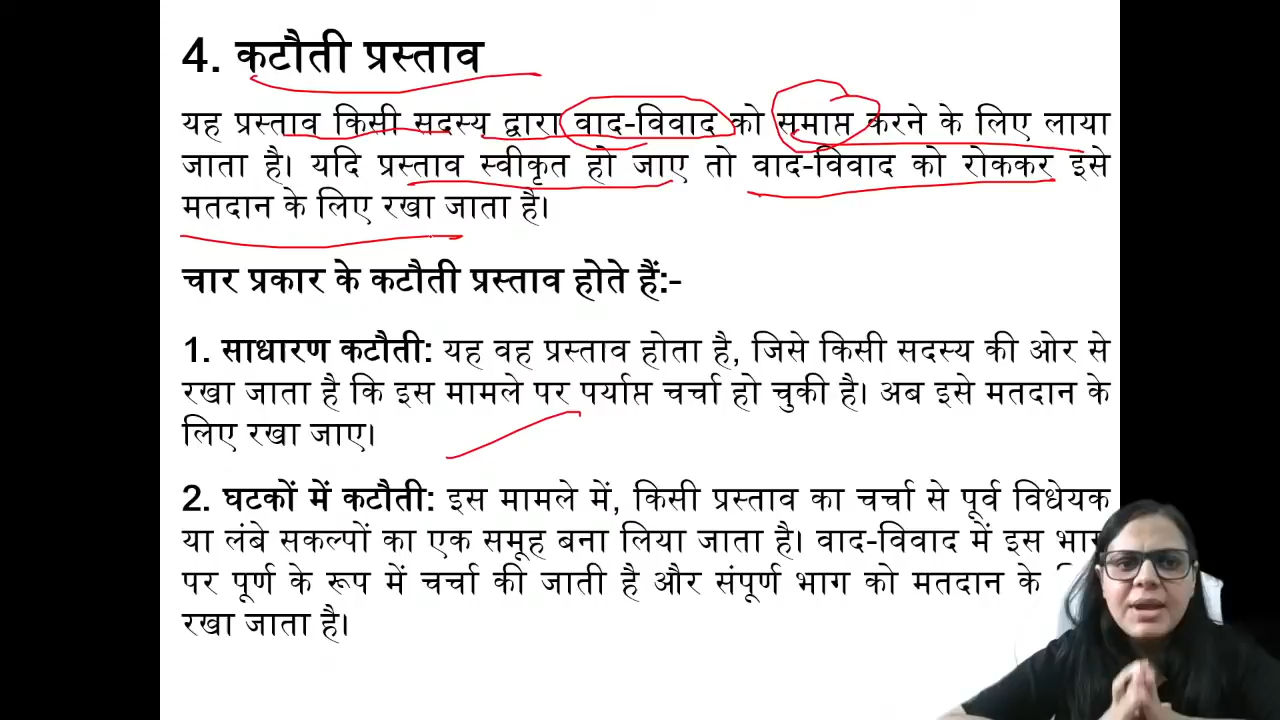 4. कटौती प्रस्ताव
यह प्रस्ताव किसी सदस्य द्वारा वाद-विवाद को समाप्त करने के लिए लाया
जाता है। यदि प्रस्ताव स्वीकृत हो जाए तो वाद-विवाद को रोककर इसे
मतदान के लिए रखा जाता है।
चार प्रकार के कटौती प्रस्ताव होते हैं:-
1. साधारण कटौती: यह वह प्रस्ताव होता है, जिसे किसी सदस्य की ओर से
रखा जाता है कि इस मामले पर पर्याप्त चर्चा हो चुकी है। अब इसे मतदान के
लिए रखा जाए।
2. घटकों में कटौती: इस मामले में, किसी प्रस्ताव का चर्चा से पूर्व विधेयक
या लंबे सकल्पों का एक समूह बना लिया जाता है। वाद-विवाद में इस भाग
पर पूर्ण के रूप में चर्चा की जाती है और संपूर्ण भाग को मतदान के
रखा जाता है।